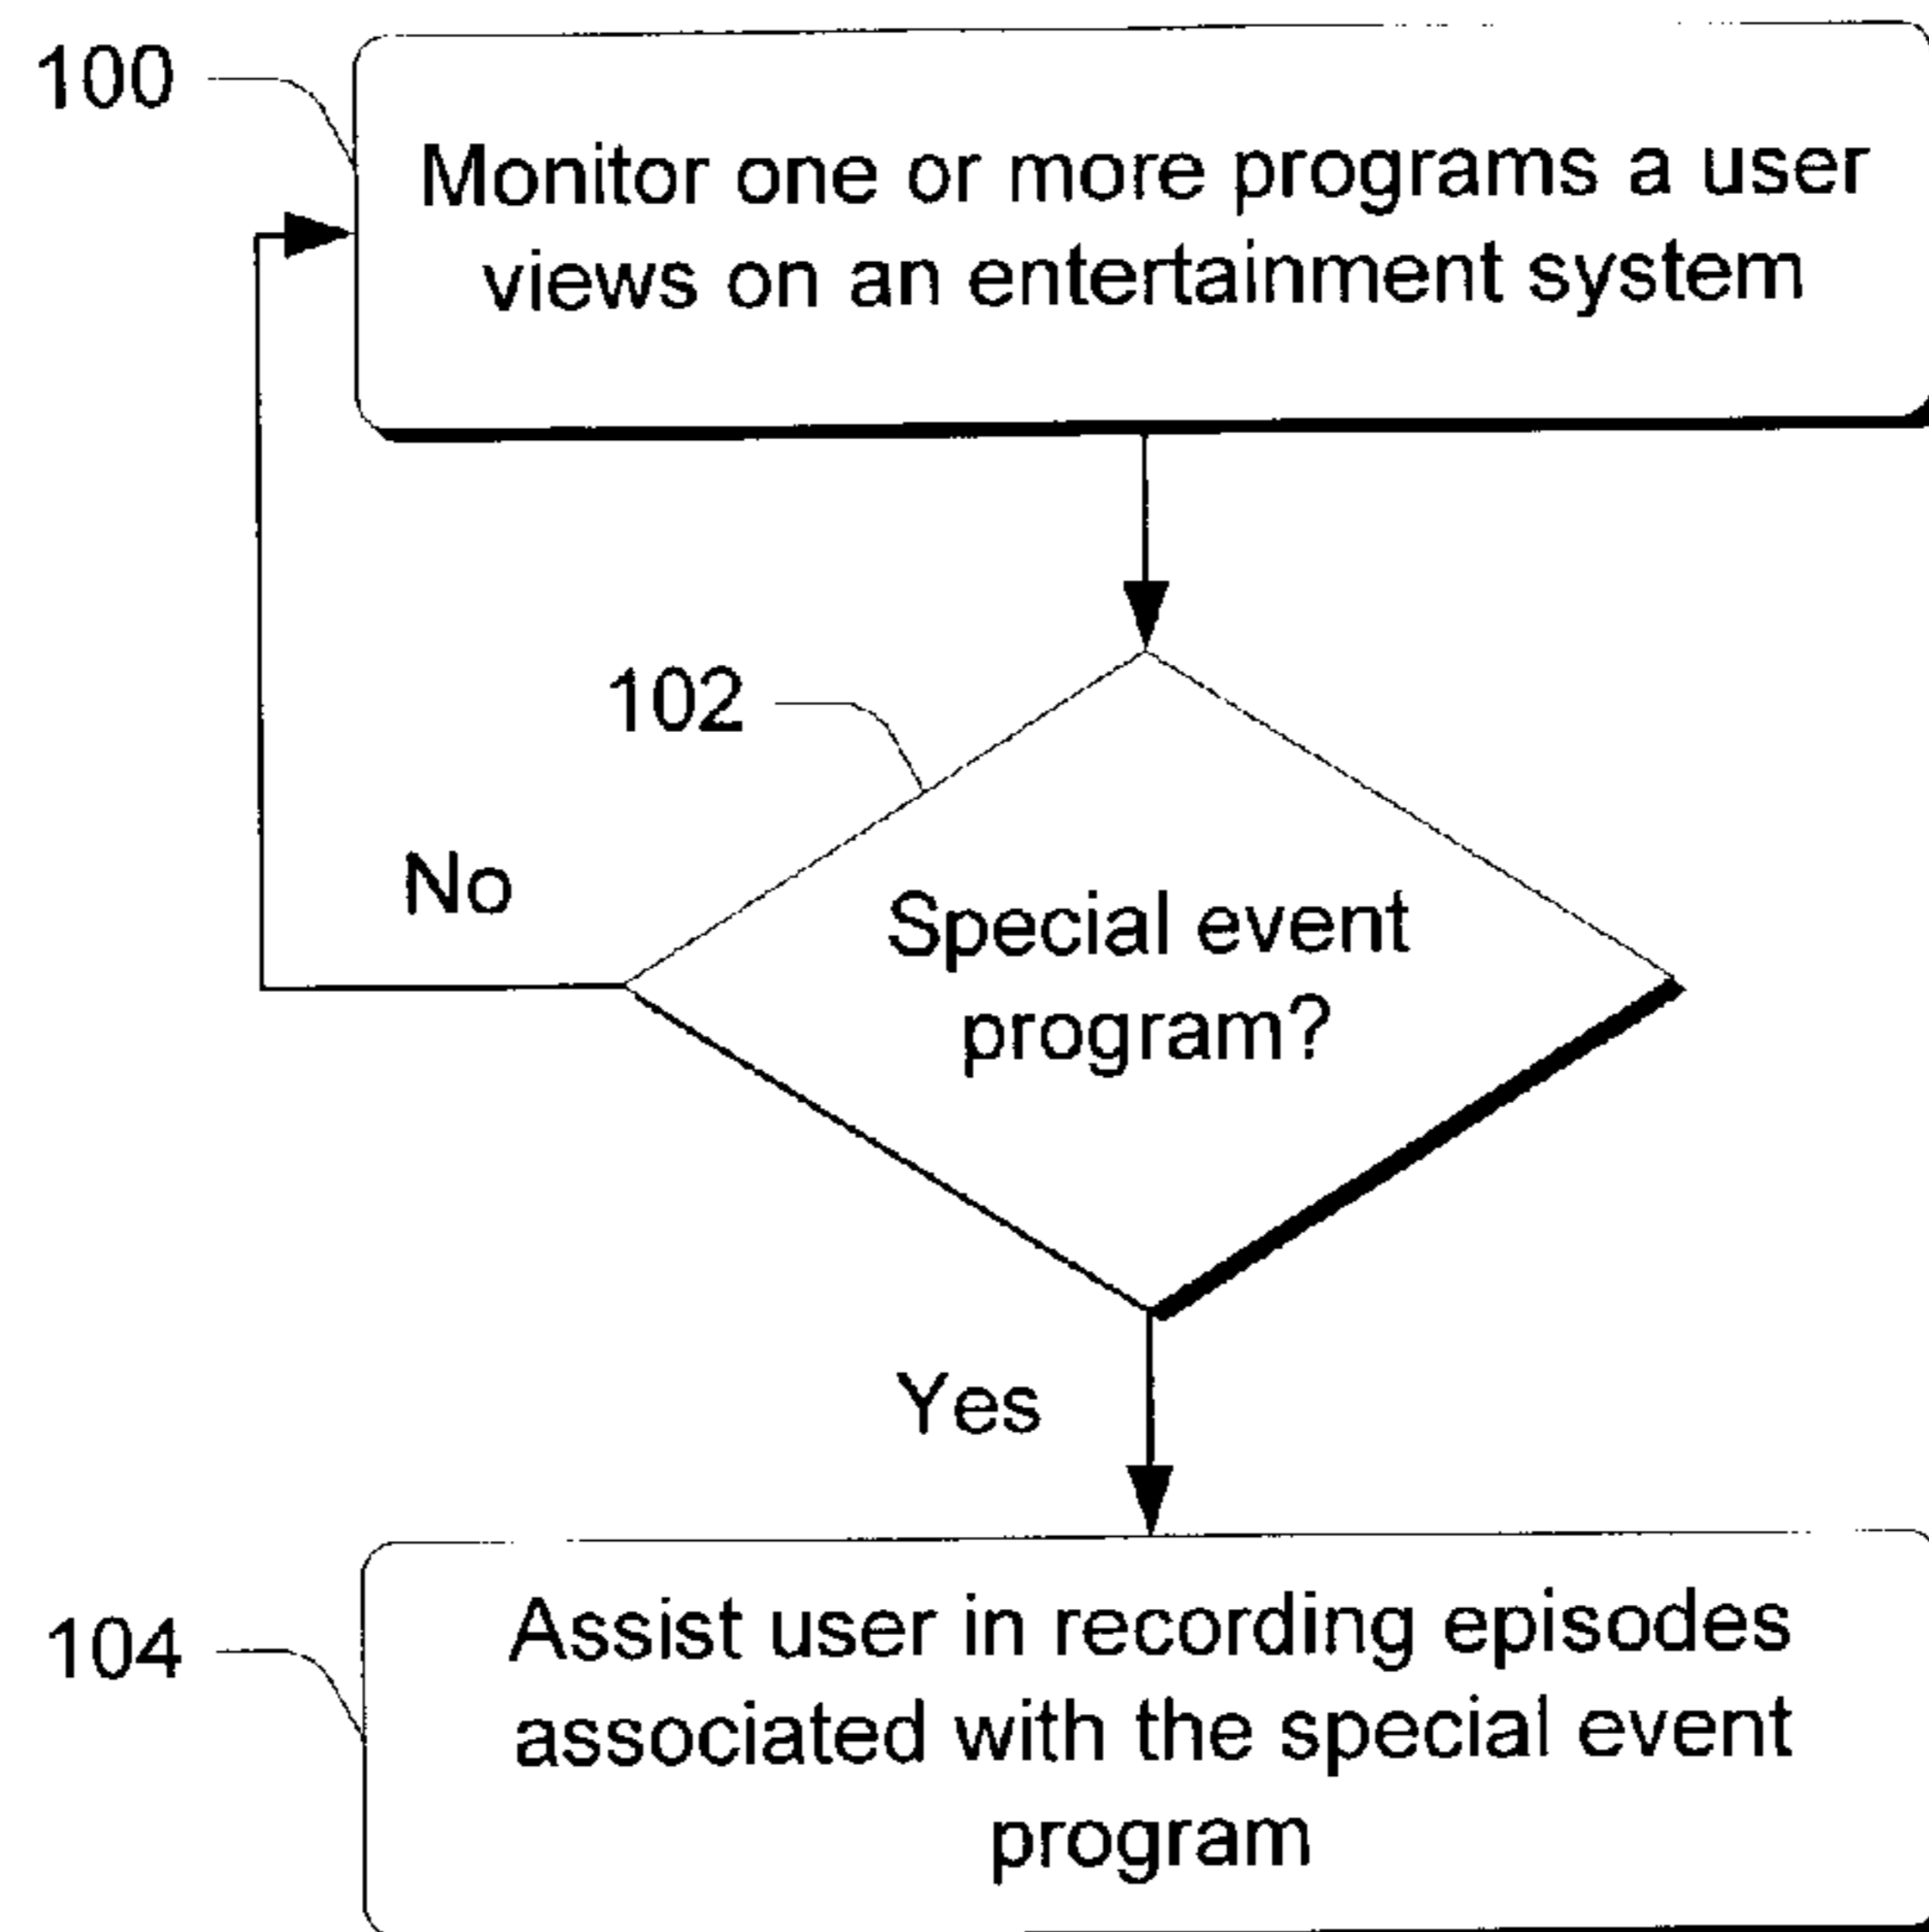 100
Monitor one or more programs a user
views on an entertainment system
102
No
Special event
program?
Yes
104
Assist user in recording episodes
associated with the special event
program